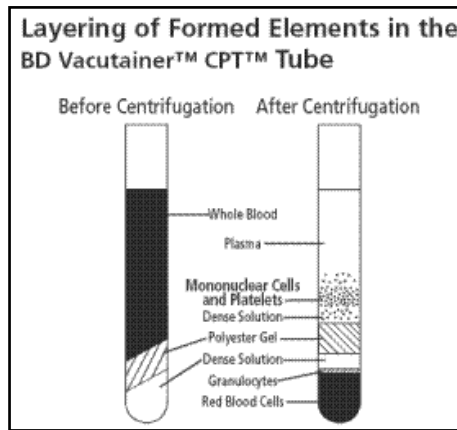 Layering of Formed Elements in the
BD Vacutainer™ CPT™ Tube
Before Centrifugation After Centrifugation
Whole Blood
Plasma
Mononuclear Cells
and Platelets
Dense Solution
Polyester Gel
Dense Solution
Granulocytes
Red Blood Cells